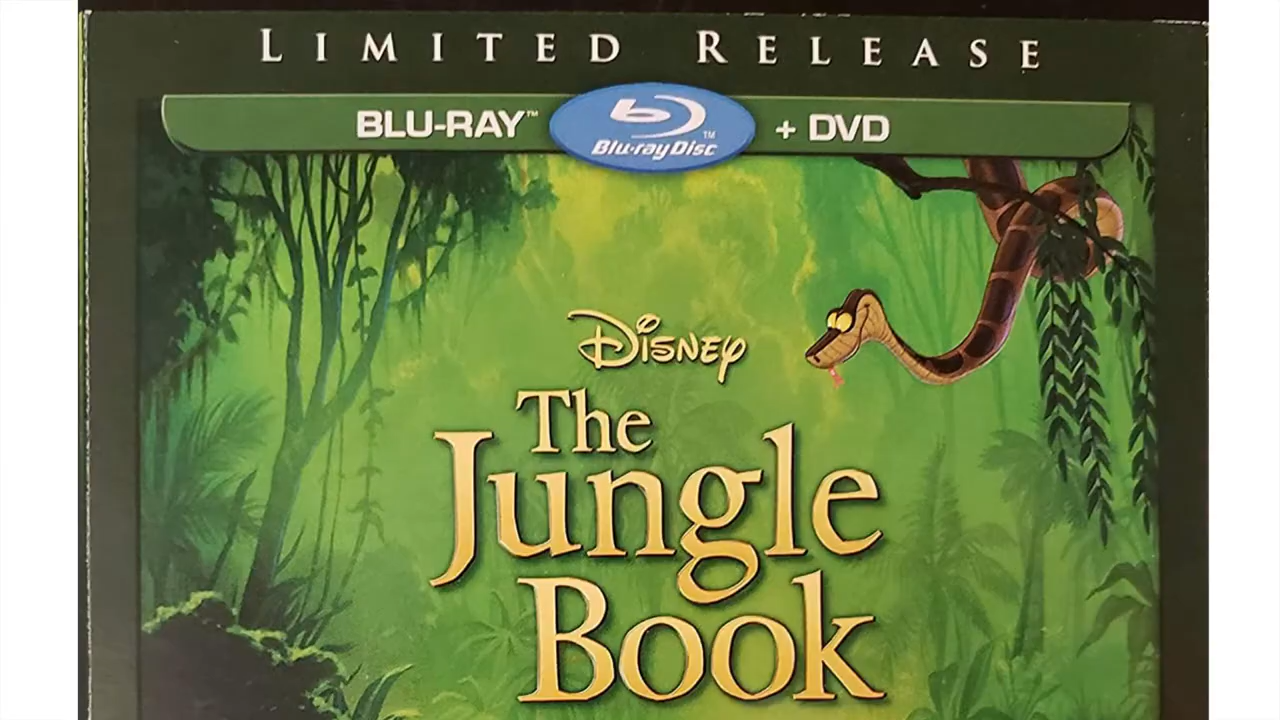 LIMITED RELEASE
BLU-RAY™ Blu-ray Disc™ + DVD
Disney
The
Jungle
Book